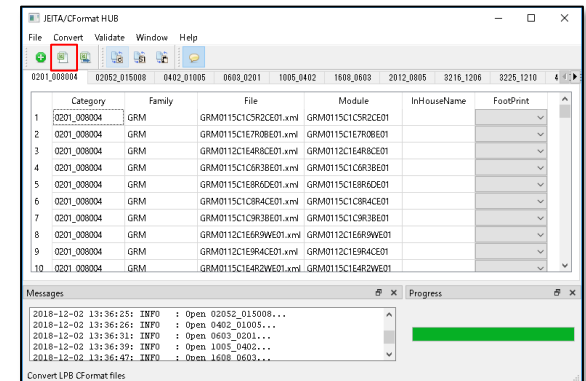 JEITA/CFormat HUB
File Convert Validate Window Help
0201_008004 02052_015008 0402_01005 0603_0201 1005_0402 1608_0603 2012_0805 3216_1206 3225_1210 4
Category Family File Module InHouseName FootPrint
1 0201_008004 GRM GRM0115C1C5R2CE01.xml GRM0115C1C5R2CE01
2 0201_008004 GRM GRM0115C1E7R0BE01.xml GRM0115C1E7R0BE01
3 0201_008004 GRM GRM0112C1E4R8CE01.xml GRM0112C1E4R8CE01
4 0201_008004 GRM GRM0115C1C6R3BE01.xml GRM0115C1C6R3BE01
5 0201_008004 GRM GRM0115C1E8R6DE01.xml GRM0115C1E8R6DE01
6 0201_008004 GRM GRM0115C1C8R4CE01.xml GRM0115C1C8R4CE01
7 0201_008004 GRM GRM0115C1C9R3BE01.xml GRM0115C1C9R3BE01
8 0201_008004 GRM GRM0112C1E6R9WE01.xml GRM0112C1E6R9WE01
9 0201_008004 GRM GRM0112C1E9R4CE01.xml GRM0112C1E9R4CE01
10 0201_008004 GRM GRM0115C1E4R2WE01.xml GRM0115C1E4R2WE01
Messages Progress
2018-12-02 13:36:25: INFO : Open 02052_015008...
2018-12-02 13:36:26: INFO : Open 0402_01005...
2018-12-02 13:36:31: INFO : Open 0603_0201...
2018-12-02 13:36:39: INFO : Open 1005_0402...
2018-12-02 13:36:47: INFO : Open 1608_0603...
Convert LPB CFormat files